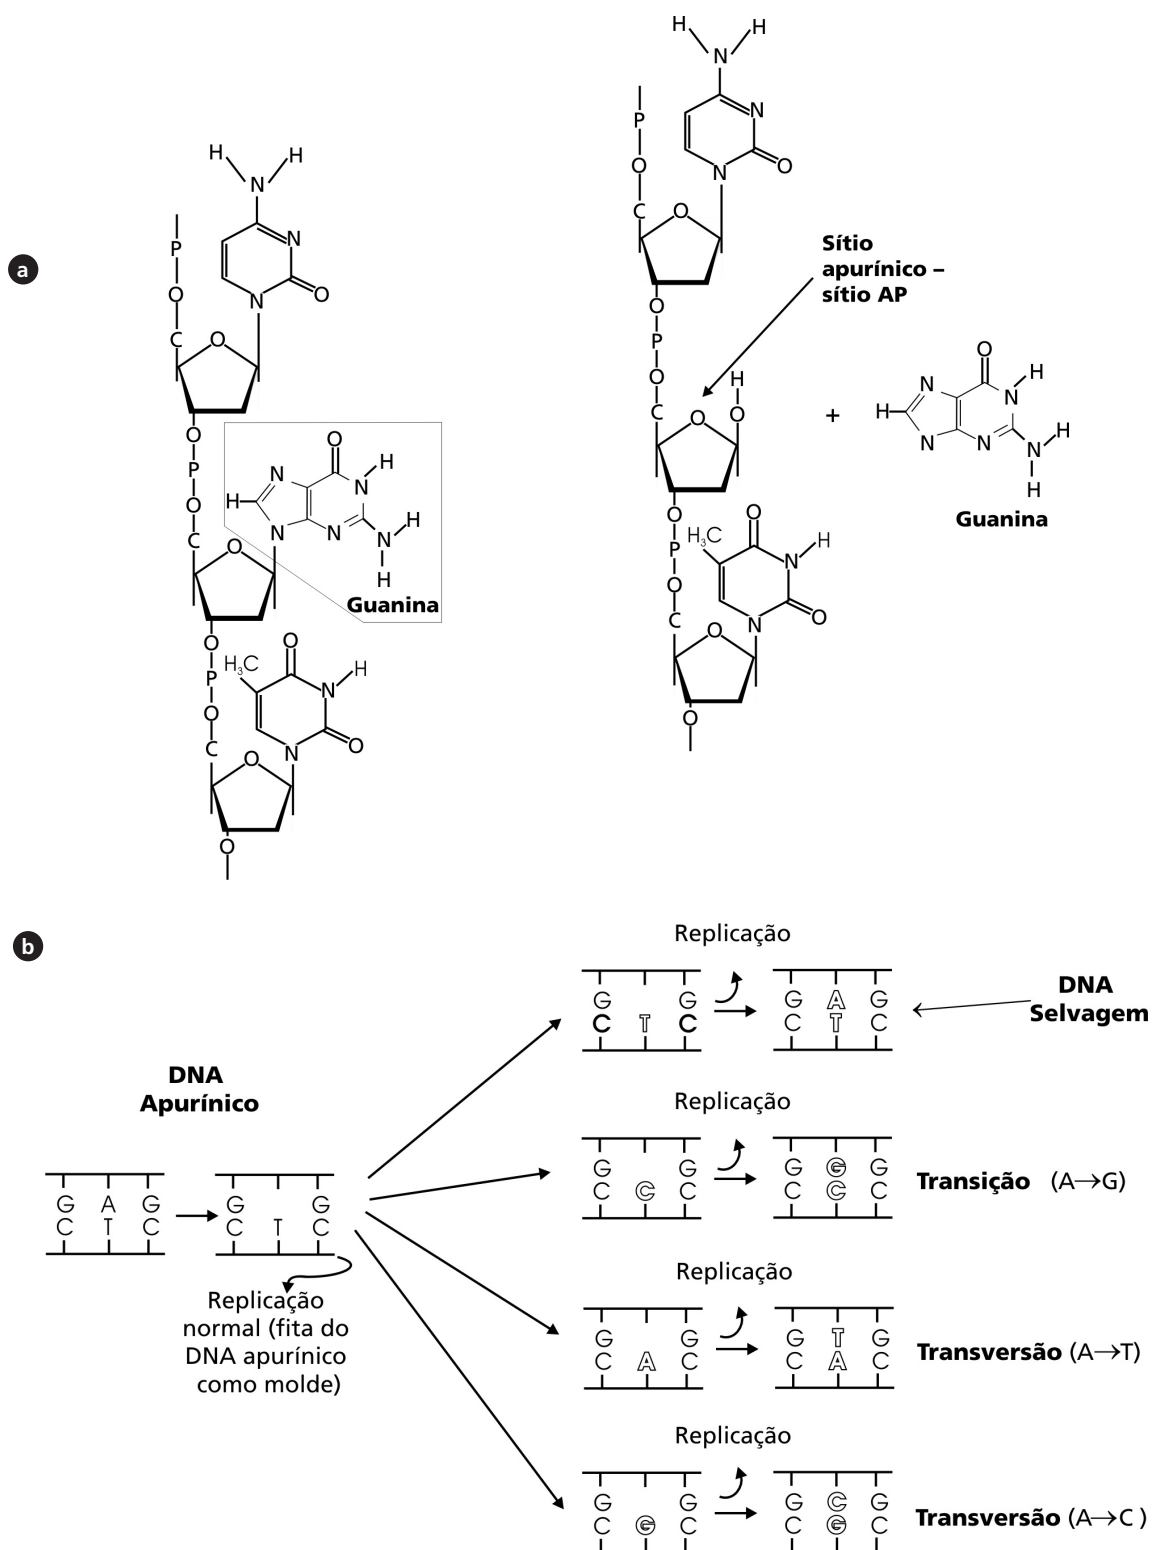 a
H H
N
N
N
O
P
O
C
O
O
P
O
C
O
N
H
N
O
N
H
N
N
H
H
Guanina
O
P
O
C
H₃C
O
N
H
N
O
O
O
H H
N
N
N
O
P
O
C
O
Sítio
apurínico –
sítio AP
O
P
O
C
O
H
O
+
O
N
H
N
H
N
N
N
H
H
Guanina
O
P
O
C
H₃C
O
N
H
N
O
O
O
b
Replicação
G G
C T C
G A G
C T C
DNA
Selvagem
DNA
Apurínico
G A G
C T C
G G
C T C
Replicação
normal (fita do
DNA apurínico
como molde)
Replicação
G G
C C C
G G G
C C C
Transição (A→G)
Replicação
G G
C A C
G T G
C A C
Transversão (A→T)
Replicação
G G
C G C
G C G
C G C
Transversão (A→C )